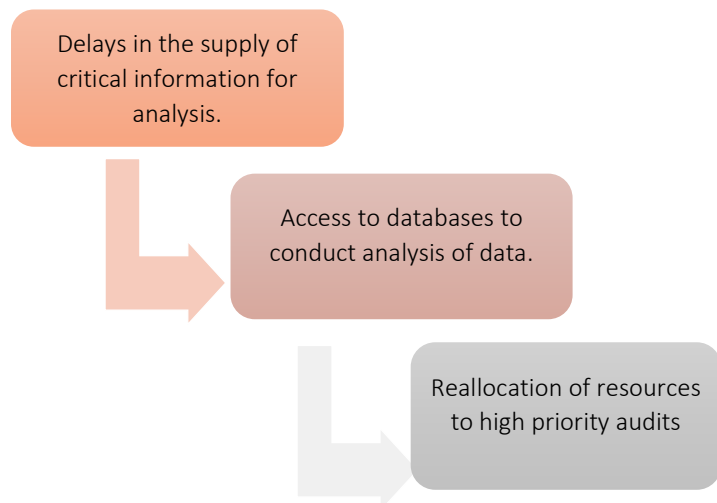 Delays in the supply of
critical information for
analysis.
Access to databases to
conduct analysis of data.
Reallocation of resources
to high priority audits